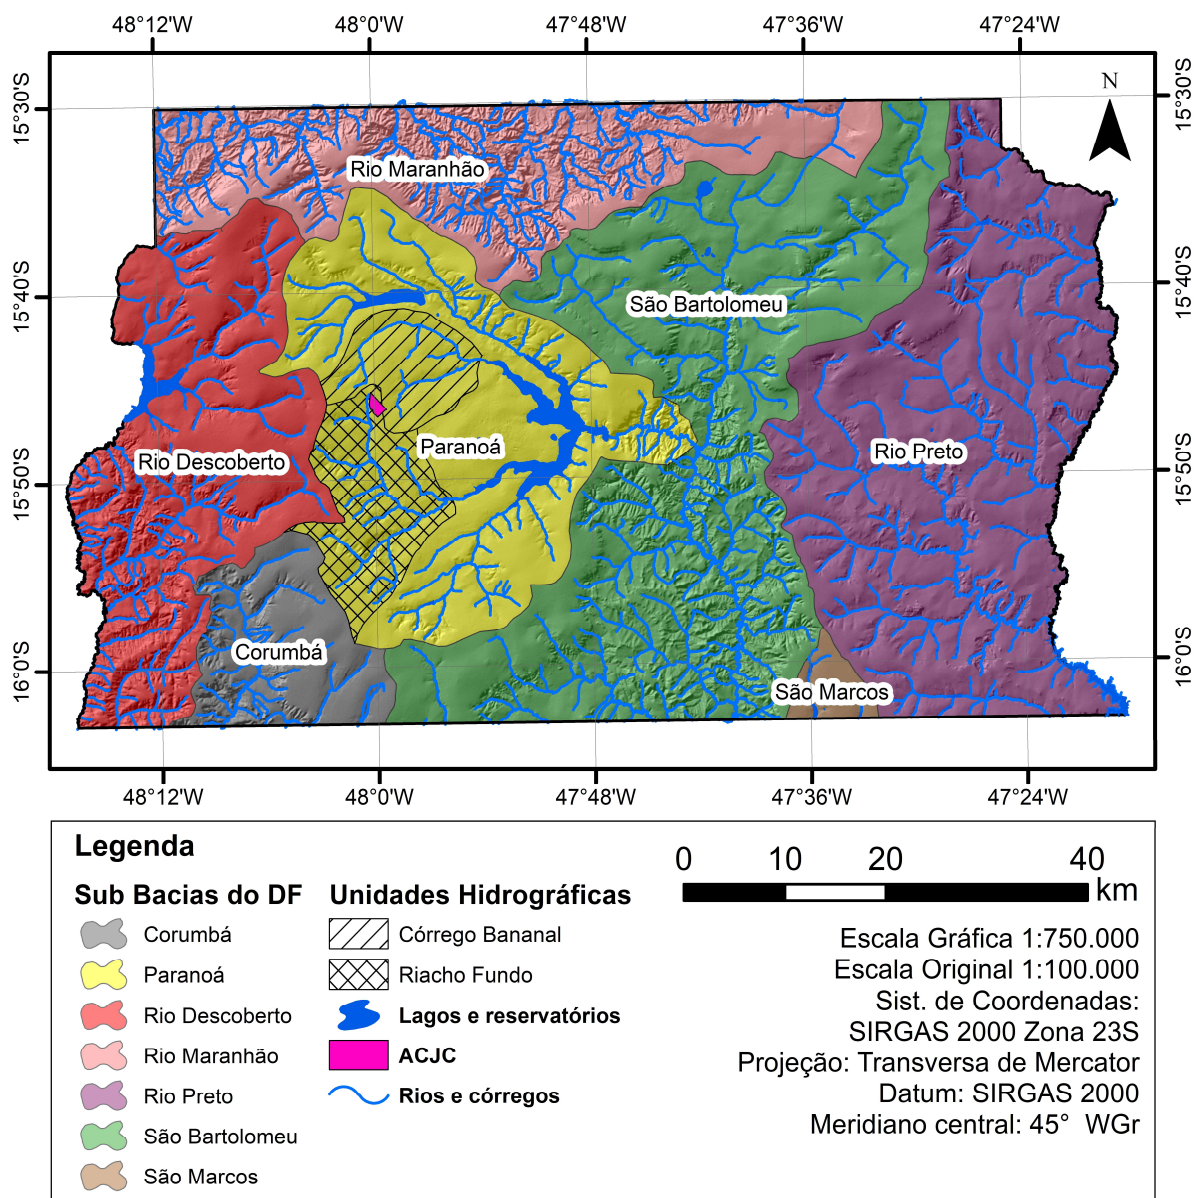 48°12'W 48°0'W 47°48'W 47°36'W 47°24'W
15°30'S
15°30'S
N
Rio Maranhão
15°40'S
15°40'S
São Bartolomeu
Paranoá
Rio Preto
Rio Descoberto
15°50'S
15°50'S
Corumbá
16°0'S
16°0'S
São Marcos
48°12'W 48°0'W 47°48'W 47°36'W 47°24'W
Legenda
Sub Bacias do DF
Corumbá
Paranoá
Rio Descoberto
Rio Maranhão
Rio Preto
São Bartolomeu
São Marcos
Unidades Hidrográficas
Córrego Bananal
Riacho Fundo
Lagos e reservatórios
ACJC
Rios e córregos
0 10 20 40
km
Escala Gráfica 1:750.000
Escala Original 1:100.000
Sist. de Coordenadas:
SIRGAS 2000 Zona 23S
Projeção: Transversa de Mercator
Datum: SIRGAS 2000
Meridiano central: 45° WGr